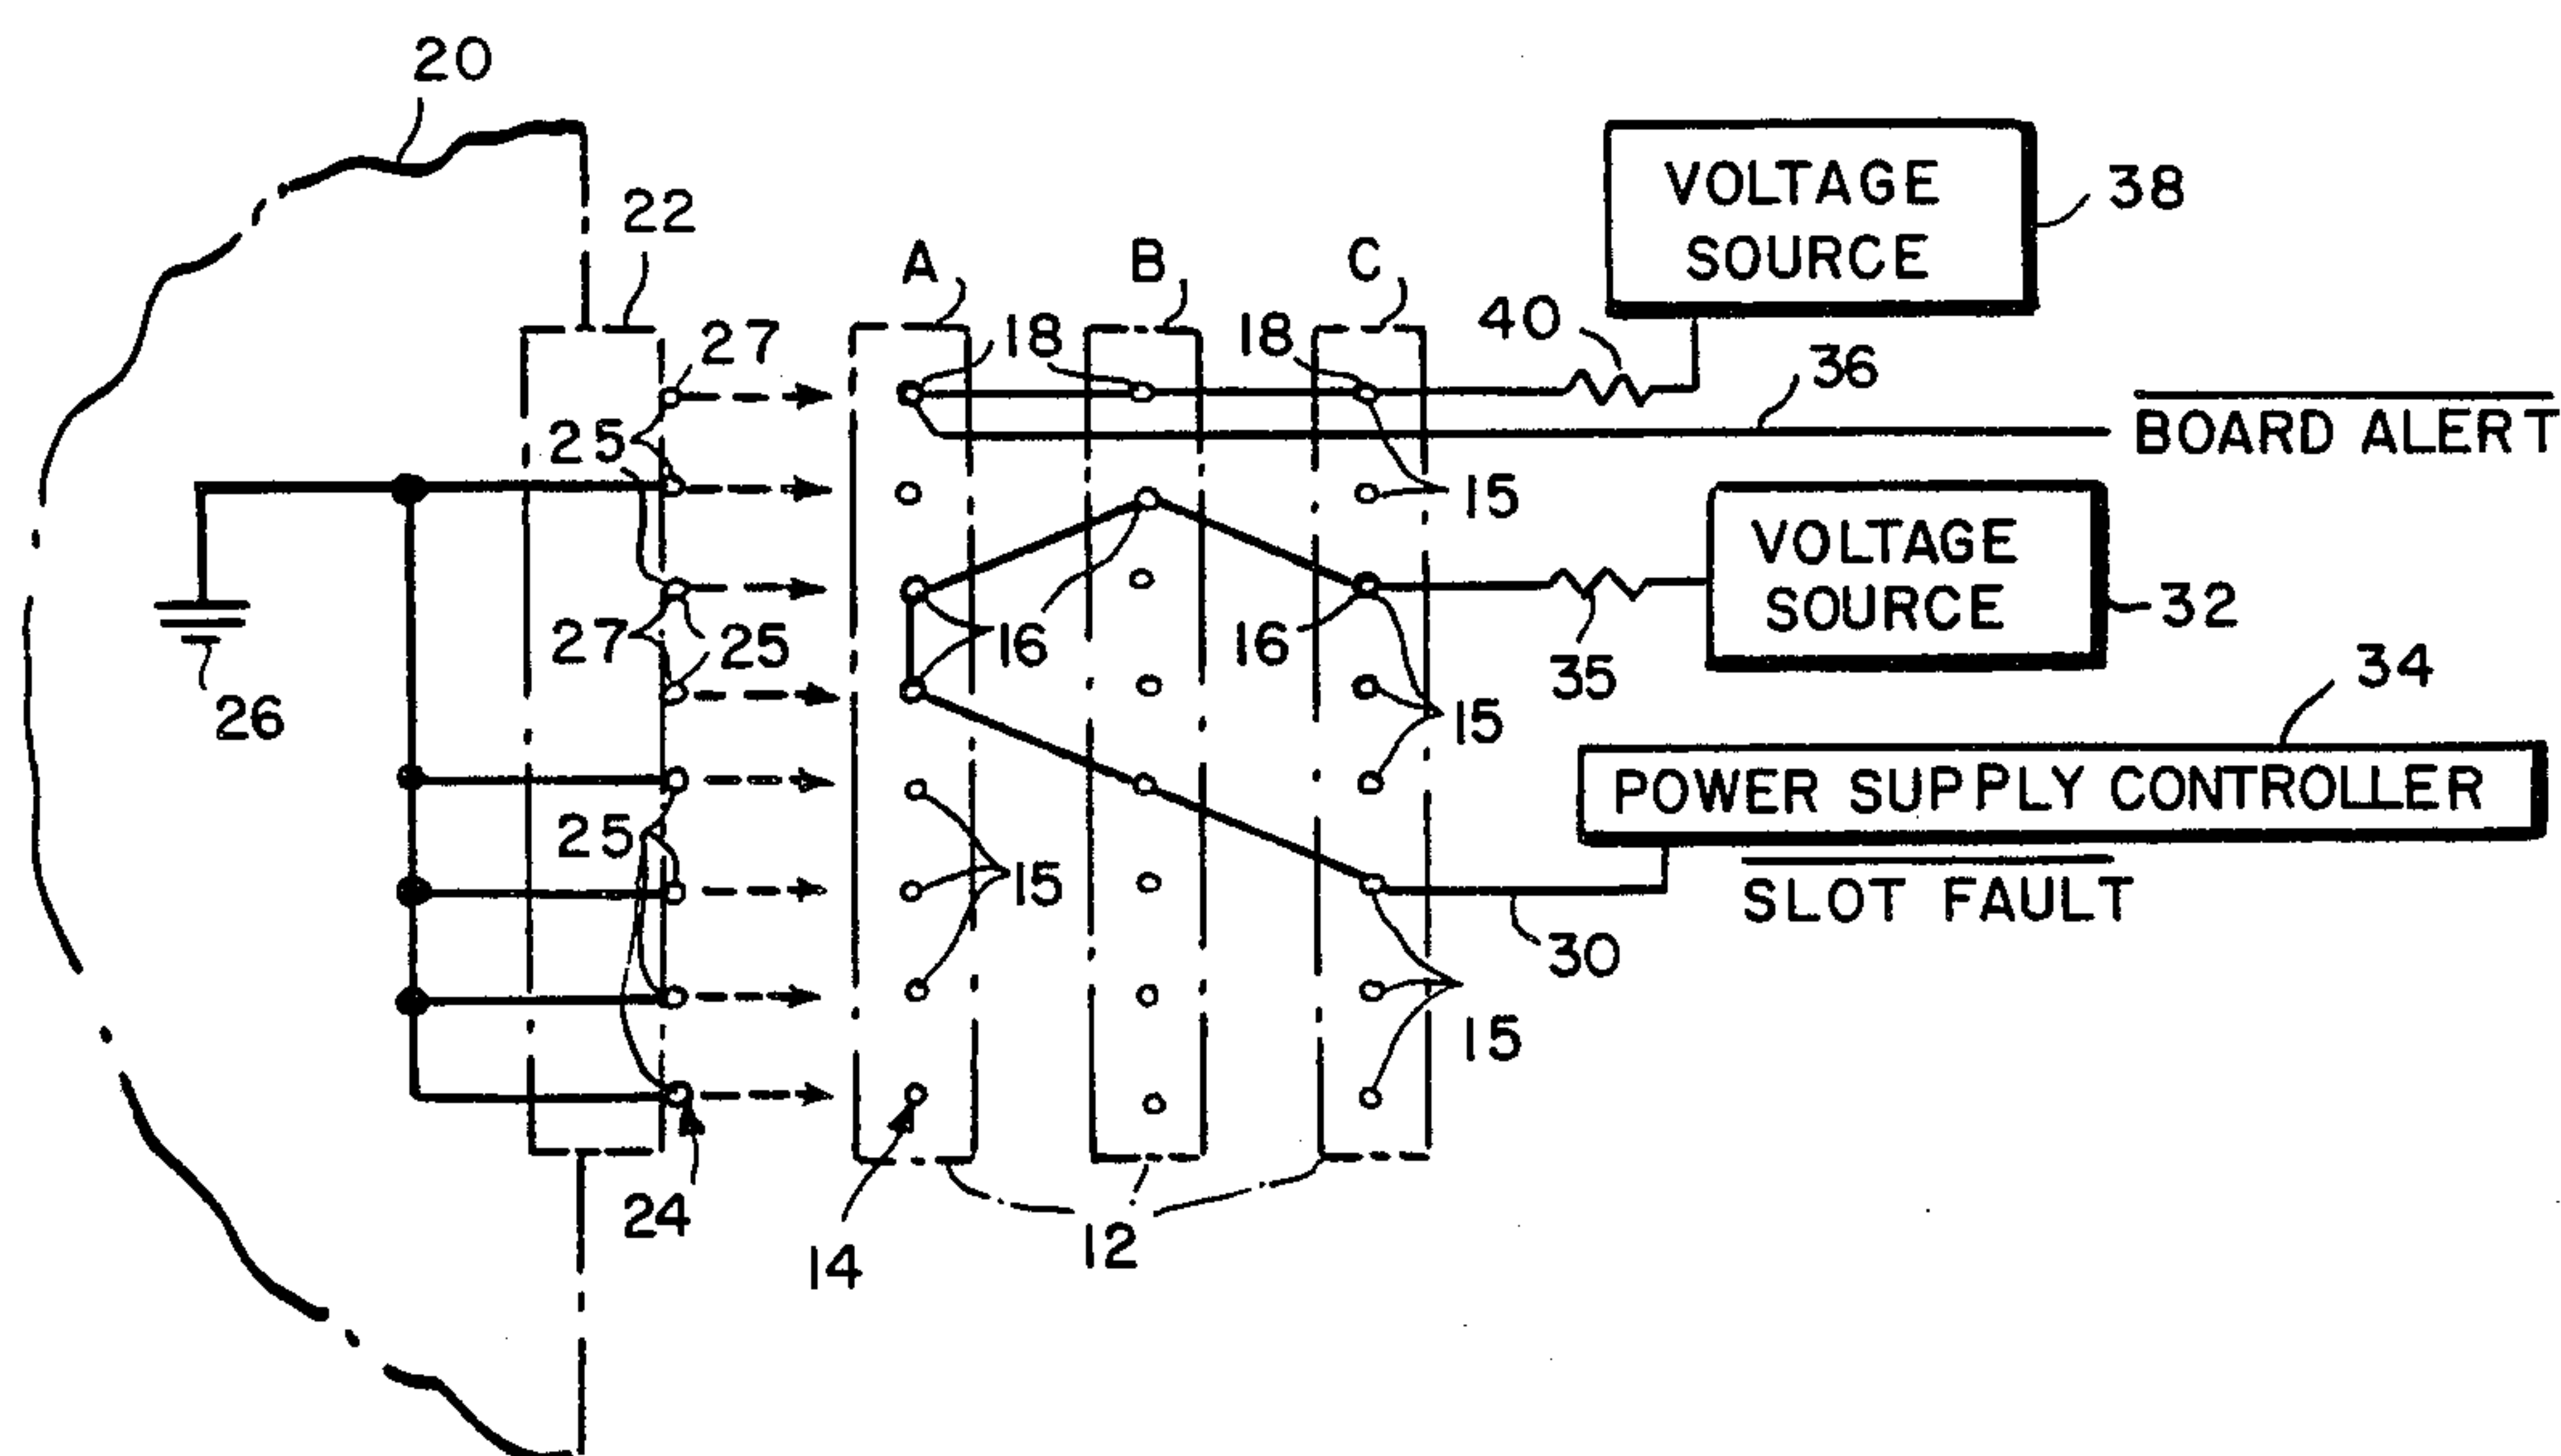 20
22
27
25
A
B
C
18
18
40
VOLTAGE
SOURCE
38
36
BOARD ALERT
15
VOLTAGE
SOURCE
32
26
27
25
16
16
35
15
34
POWER SUPPLY CONTROLLER
25
15
SLOT FAULT
30
15
24
14
12